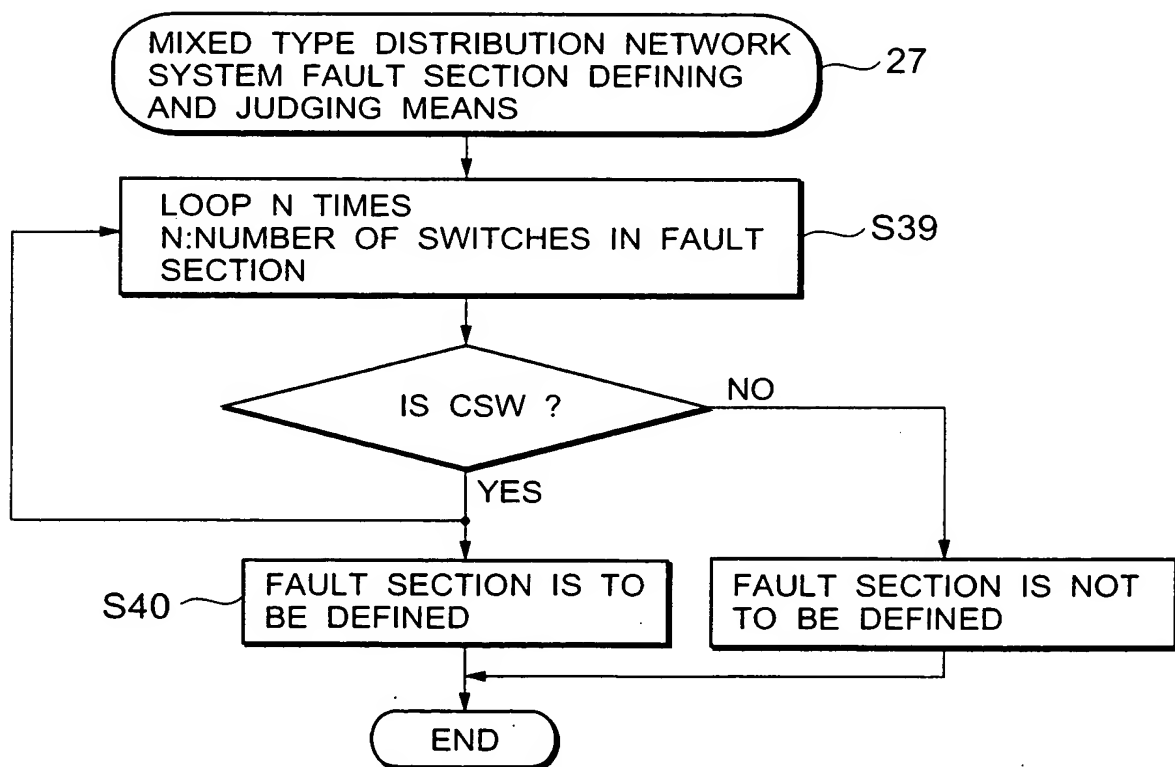 MIXED TYPE DISTRIBUTION NETWORK
SYSTEM FAULT SECTION DEFINING
AND JUDGING MEANS
27
LOOP N TIMES
N:NUMBER OF SWITCHES IN FAULT
SECTION
S39
IS CSW ?
NO
YES
S40
FAULT SECTION IS TO
BE DEFINED
FAULT SECTION IS NOT
TO BE DEFINED
END